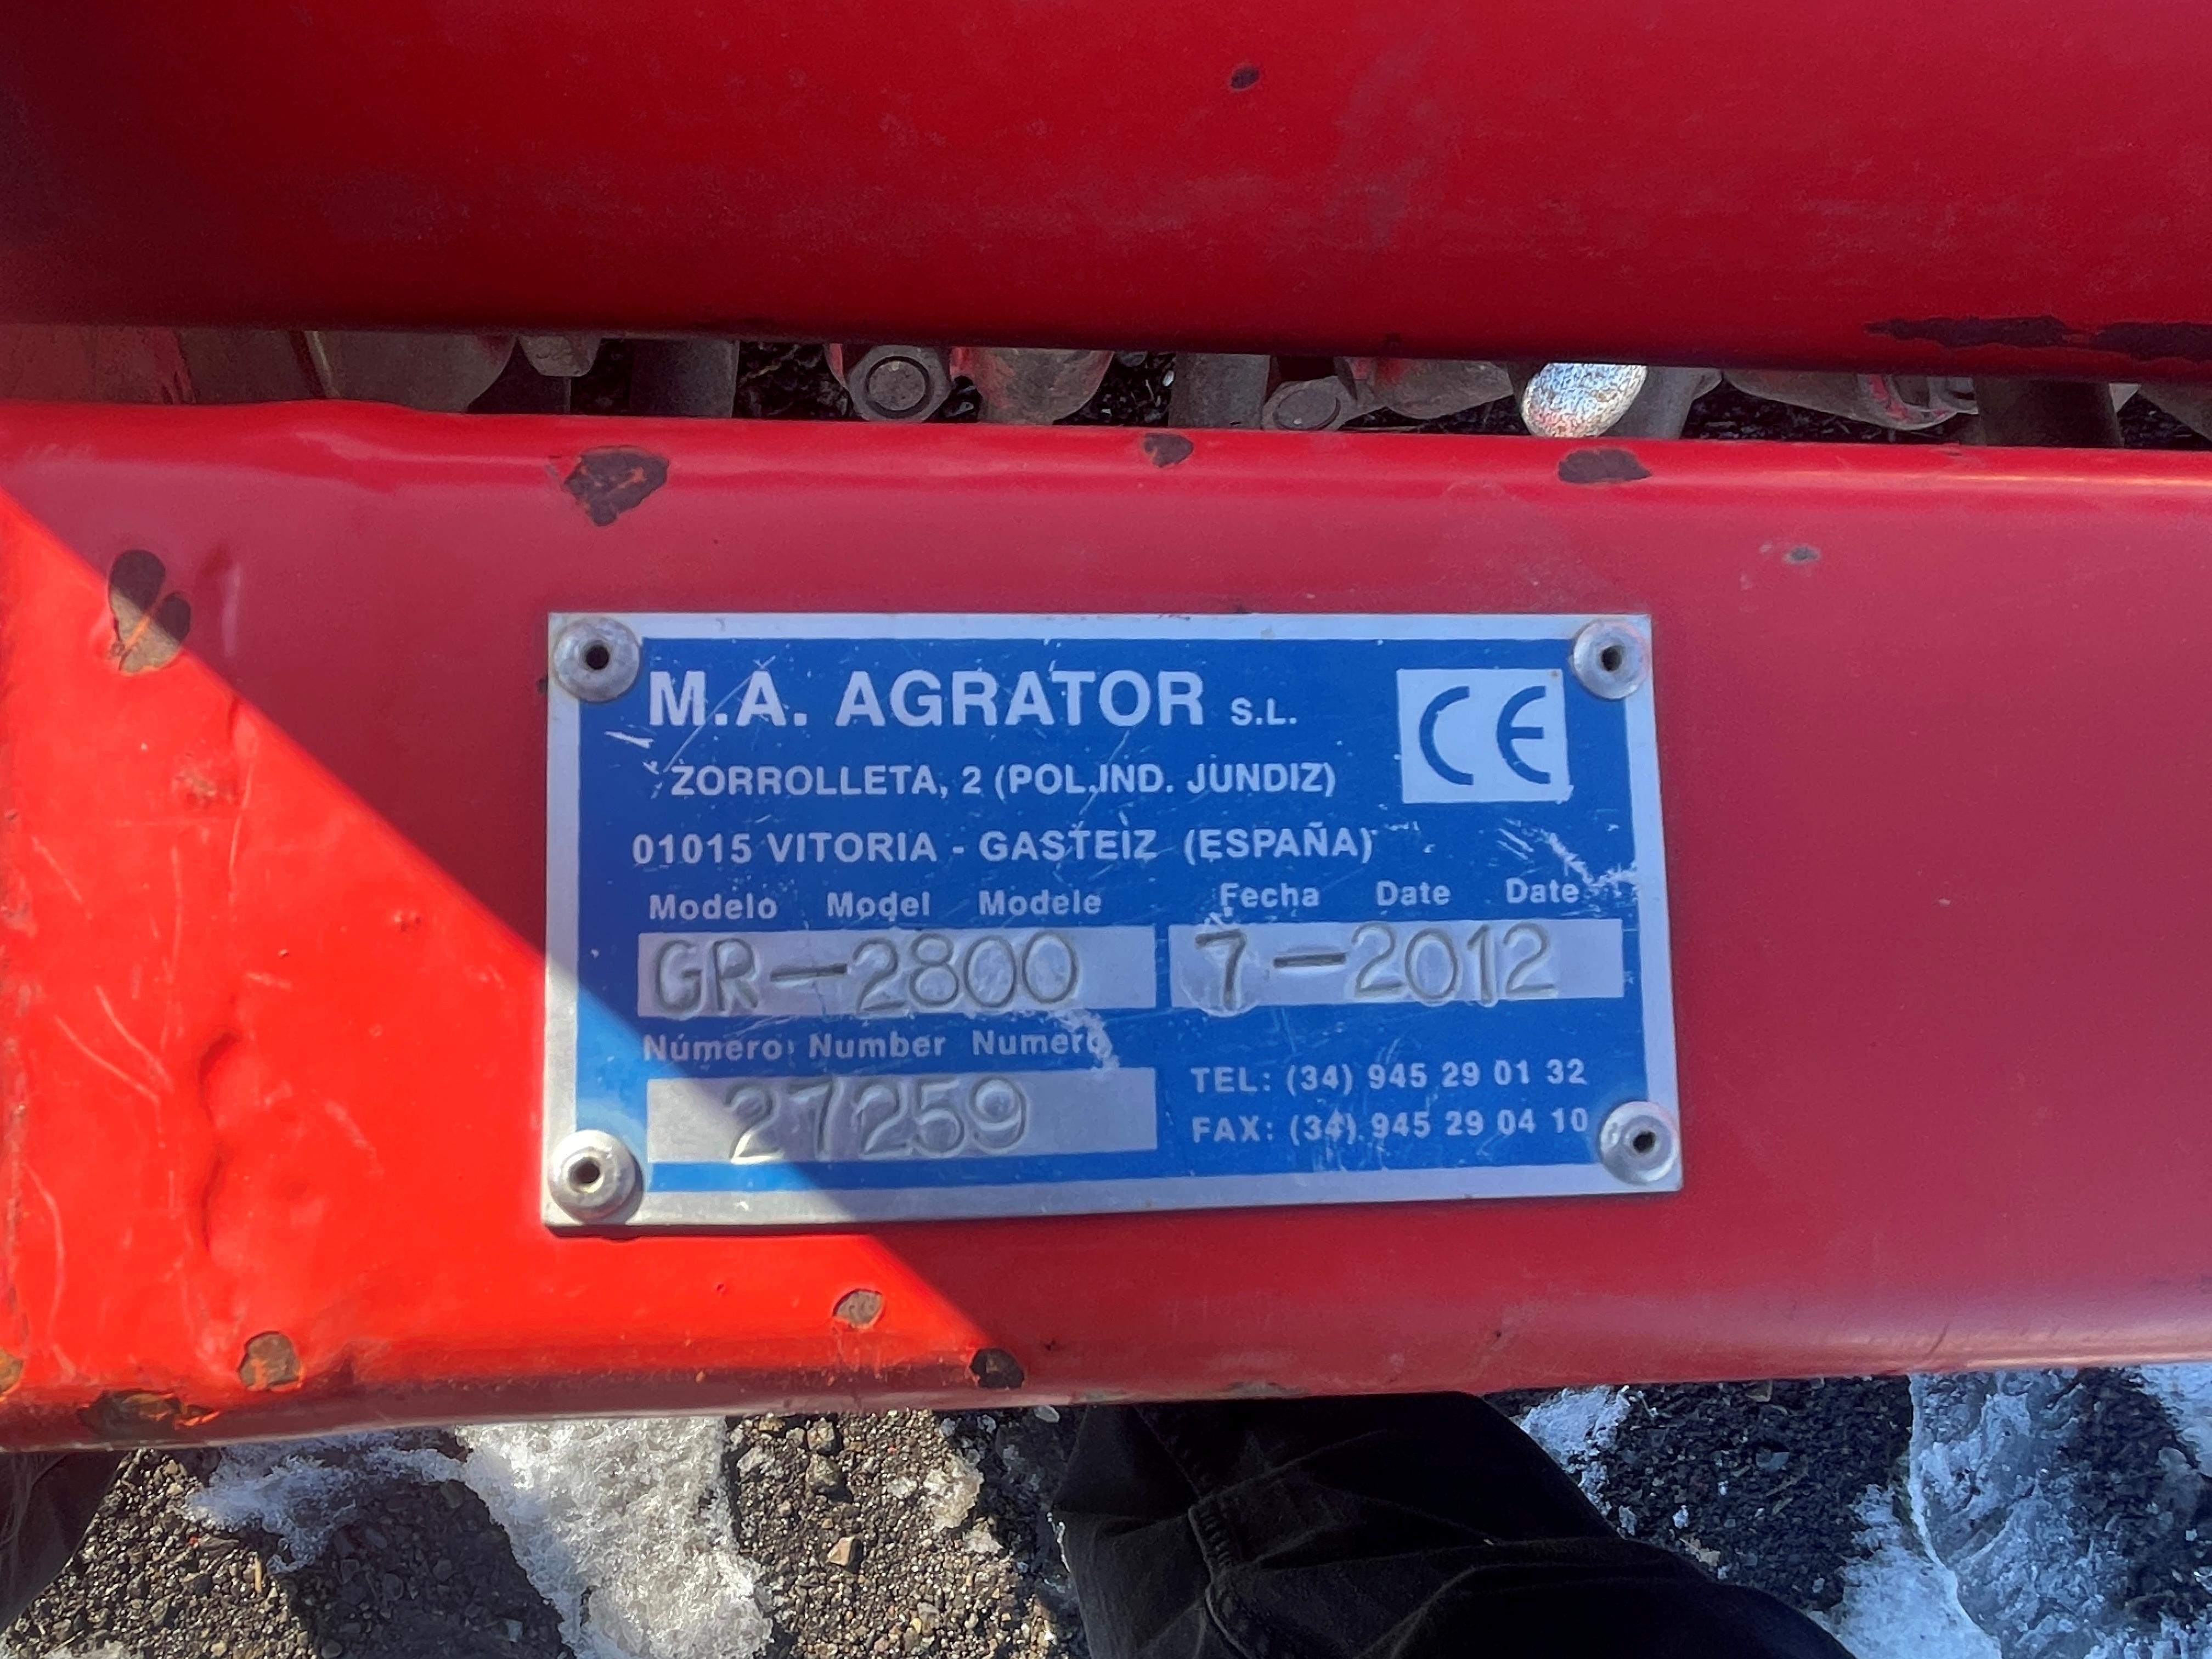 M.A. AGRATOR S.L.
CE
ZORROLLETA, 2 (POL.IND. JUNDIZ)
01015 VITORIA - GASTEIZ (ESPAÑA)
Modelo Model Modele Fecha Date Date
GR-2800 7-2012
Número Number Numero
27259
TEL: (34) 945 29 01 32
FAX: (34) 945 29 04 10